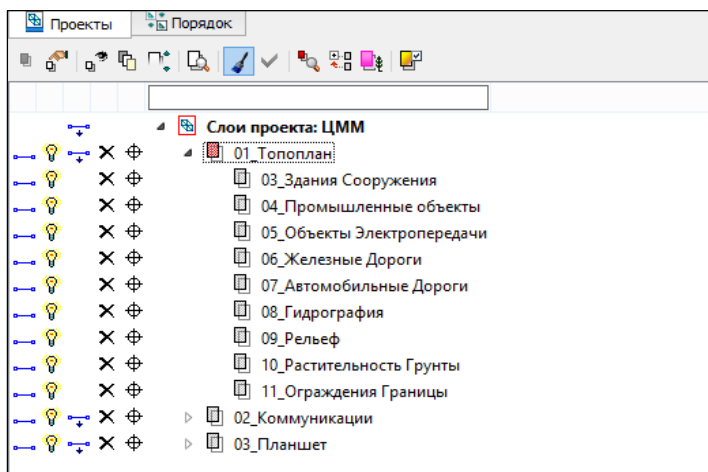 Проекты
Порядок
Слои проекта: ЦММ
01_Топоплан
03_Здания Сооружения
04_Промышленные объекты
05_Объекты Электропередачи
06_Железные Дороги
07_Автомобильные Дороги
08_Гидрография
09_Рельеф
10_Растительность Грунты
11_Ограждения Границы
02_Коммуникации
03_Планшет